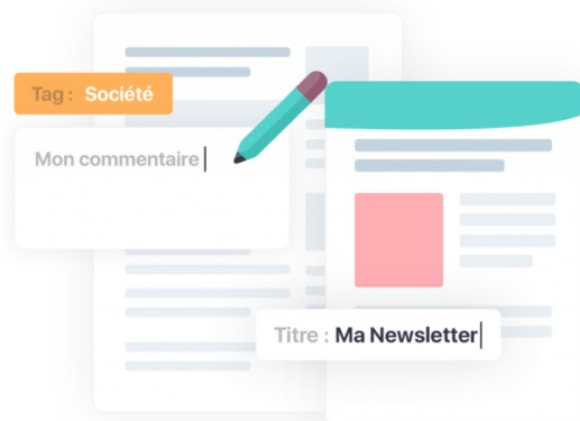 Tag : Société
Mon commentaire
Titre : Ma Newsletter